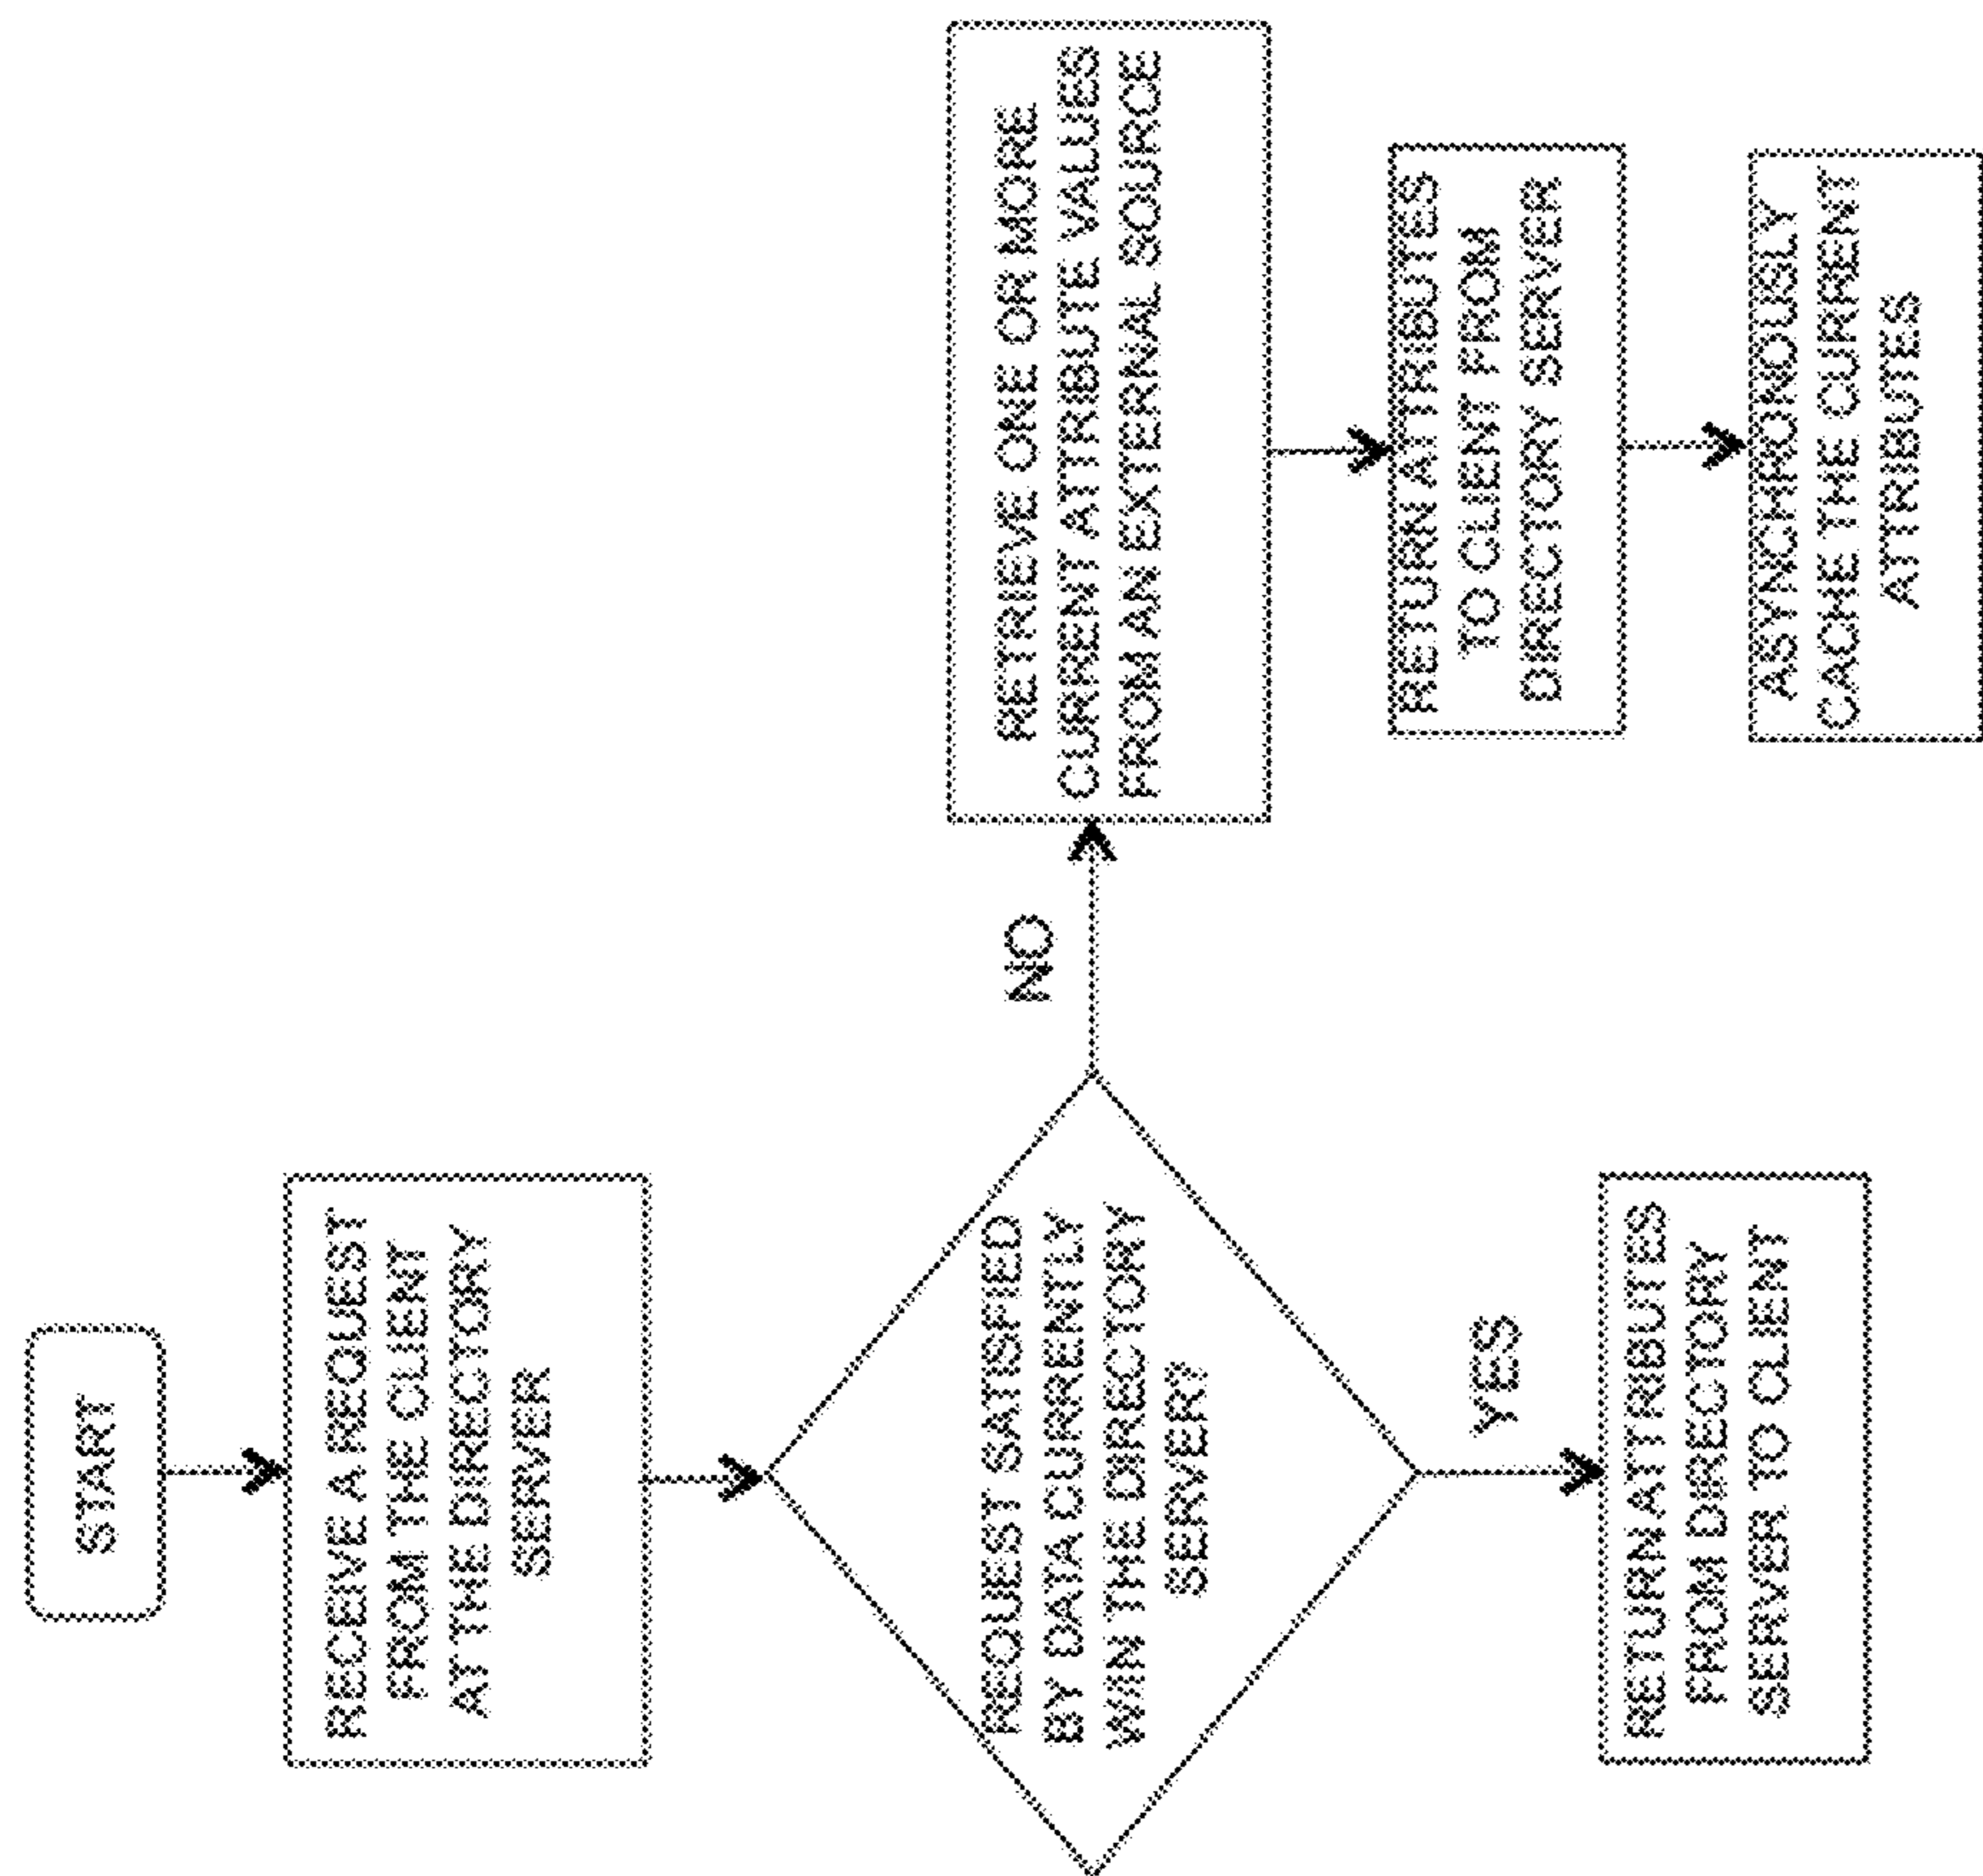 START
RECEIVE A REQUEST
FROM THE CLIENT
AT THE DIRECTORY
SERVER
REQUEST SATISFIED
BY DATA CURRENTLY
W/IN THE DIRECTORY
SERVER?
YES
RETURN ATTRIBUTES
FROM DIRECTORY
SERVER TO CLIENT
NO
RETRIEVE ONE OR MORE
CURRENT ATTRIBUTE VALUES
FROM AN EXTERNAL SOURCE
RETURN ATTRIBUTES
TO CLIENT FROM
DIRECTORY SERVER
ASYNCHRONOUSLY
CACHE THE CURRENT
ATTRIBUTES